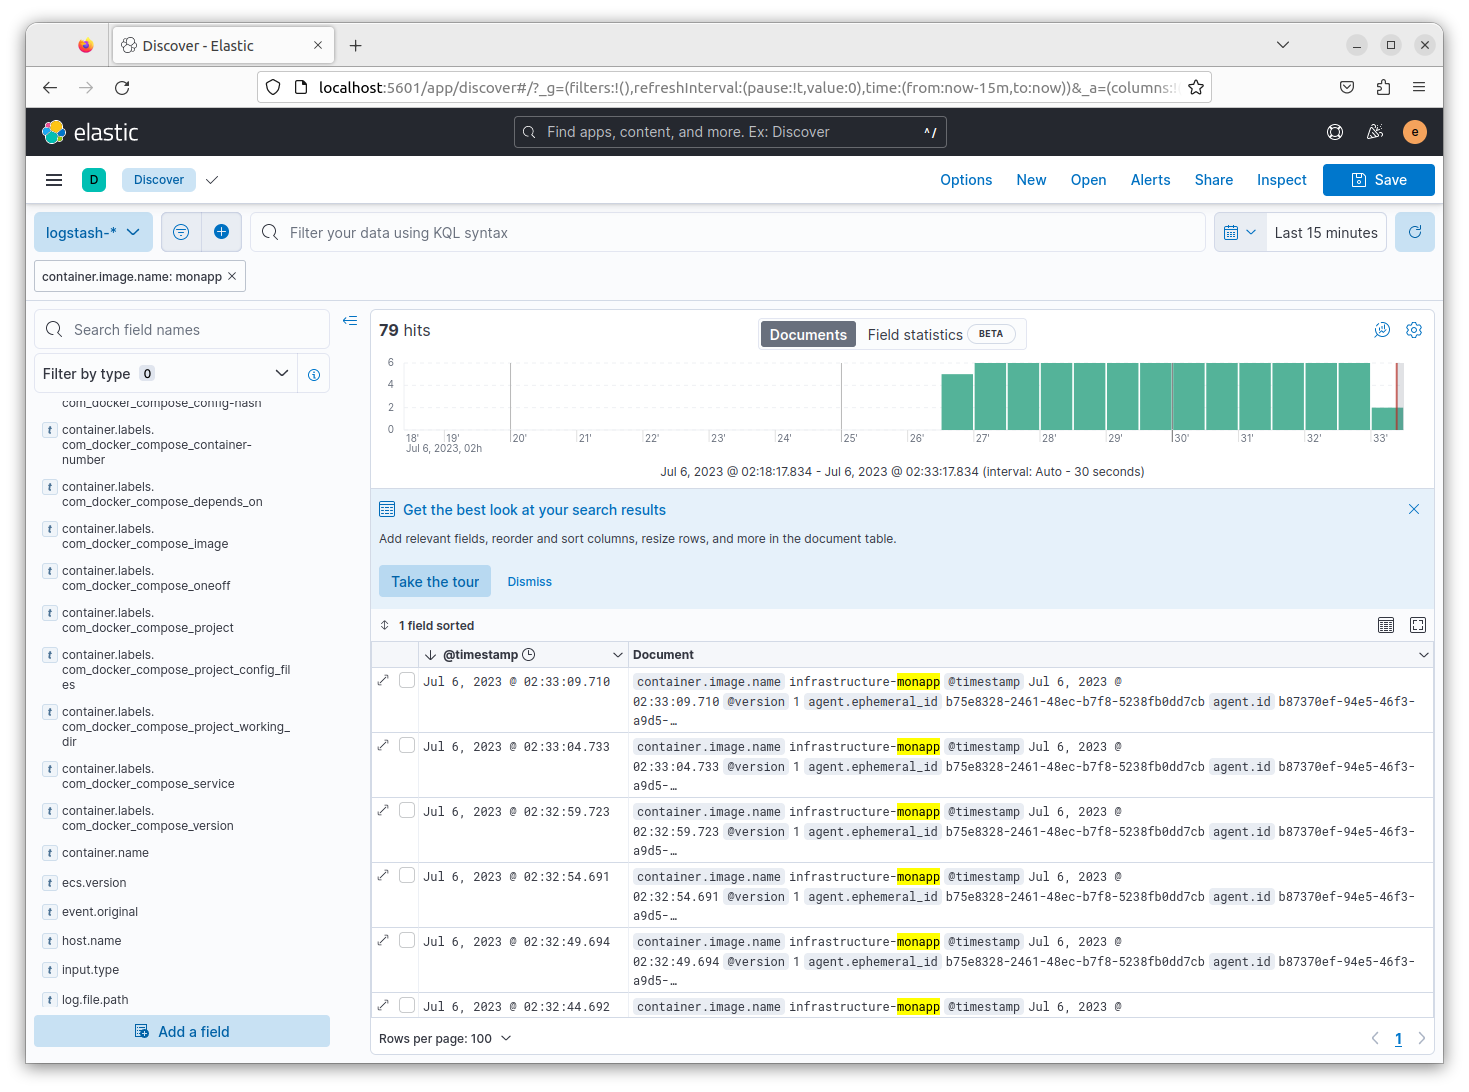 Discover - Elastic
localhost:5601/app/discover#/?_g=(filters:!(),refreshInterval:(pause:!t,value:0),time:(from:now-15m,to:now))&_a=(columns:!
elastic
Find apps, content, and more. Ex: Discover ^/
e
D Discover Options New Open Alerts Share Inspect Save
logstash-* Filter your data using KQL syntax Last 15 minutes
container.image.name: monapp ×
Search field names
Filter by type 0
com_docker_compose_config-hash
t container.labels.
com_docker_compose_container-
number
t container.labels.
com_docker_compose_depends_on
t container.labels.
com_docker_compose_image
t container.labels.
com_docker_compose_oneoff
t container.labels.
com_docker_compose_project
t container.labels.
com_docker_compose_project_config_fil
es
t container.labels.
com_docker_compose_project_working_
dir
t container.labels.
com_docker_compose_service
t container.labels.
com_docker_compose_version
t container.name
t ecs.version
t event.original
t host.name
t input.type
t log.file.path
Add a field
79 hits
Documents Field statistics BETA
6
4
2
0
18' 19' 20' 21' 22' 23' 24' 25' 26' 27' 28' 29' 30' 31' 32' 33'
Jul 6, 2023, 02h
Jul 6, 2023 @ 02:18:17.834 - Jul 6, 2023 @ 02:33:17.834 (interval: Auto - 30 seconds)
Get the best look at your search results
Add relevant fields, reorder and sort columns, resize rows, and more in the document table.
Take the tour Dismiss
1 field sorted
@timestamp Document
Jul 6, 2023 @ 02:33:09.710 container.image.name infrastructure-monapp @timestamp Jul 6, 2023 @
02:33:09.710 @version 1 agent.ephemeral_id b75e8328-2461-48ec-b7f8-5238fb0dd7cb agent.id b87370ef-94e5-46f3-
a9d5-…
Jul 6, 2023 @ 02:33:04.733 container.image.name infrastructure-monapp @timestamp Jul 6, 2023 @
02:33:04.733 @version 1 agent.ephemeral_id b75e8328-2461-48ec-b7f8-5238fb0dd7cb agent.id b87370ef-94e5-46f3-
a9d5-…
Jul 6, 2023 @ 02:32:59.723 container.image.name infrastructure-monapp @timestamp Jul 6, 2023 @
02:32:59.723 @version 1 agent.ephemeral_id b75e8328-2461-48ec-b7f8-5238fb0dd7cb agent.id b87370ef-94e5-46f3-
a9d5-…
Jul 6, 2023 @ 02:32:54.691 container.image.name infrastructure-monapp @timestamp Jul 6, 2023 @
02:32:54.691 @version 1 agent.ephemeral_id b75e8328-2461-48ec-b7f8-5238fb0dd7cb agent.id b87370ef-94e5-46f3-
a9d5-…
Jul 6, 2023 @ 02:32:49.694 container.image.name infrastructure-monapp @timestamp Jul 6, 2023 @
02:32:49.694 @version 1 agent.ephemeral_id b75e8328-2461-48ec-b7f8-5238fb0dd7cb agent.id b87370ef-94e5-46f3-
a9d5-…
Jul 6, 2023 @ 02:32:44.692 container.image.name infrastructure-monapp @timestamp Jul 6, 2023 @
Rows per page: 100
1